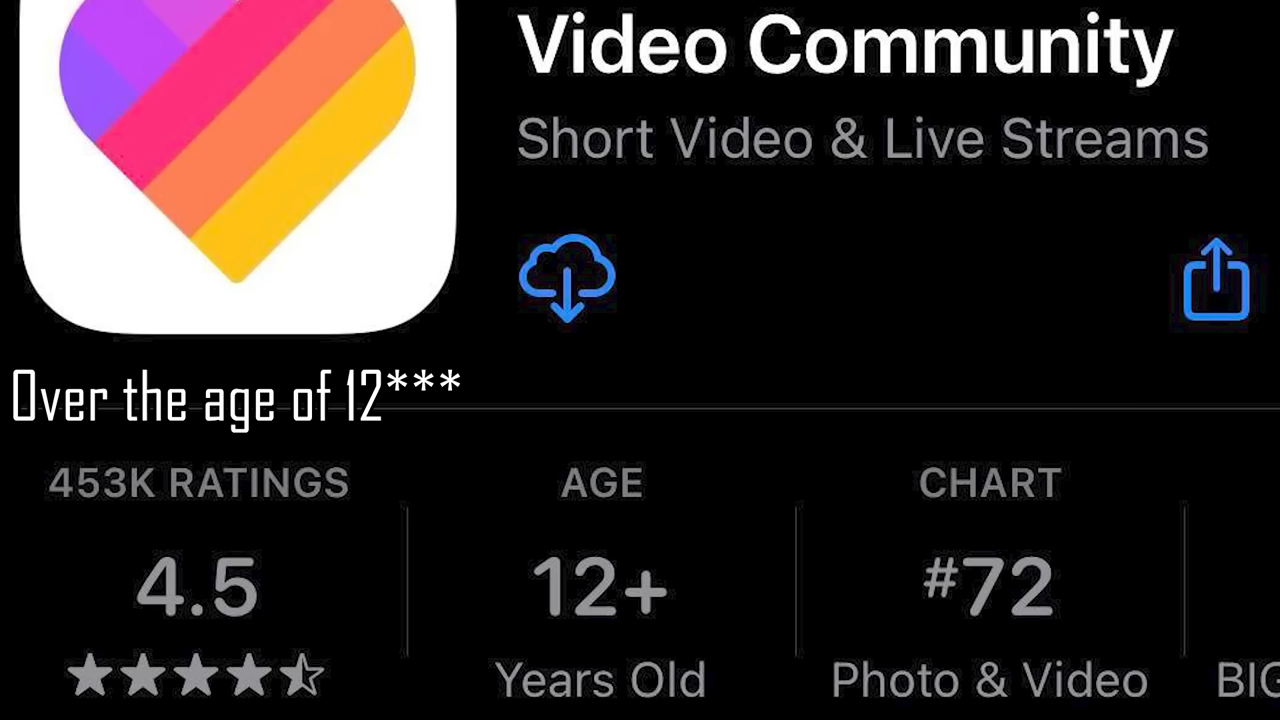 Video Community
Short Video & Live Streams
Over the age of 12***
453K RATINGS
AGE
CHART
4.5
12+
#72
Years Old
Photo & Video
BIG